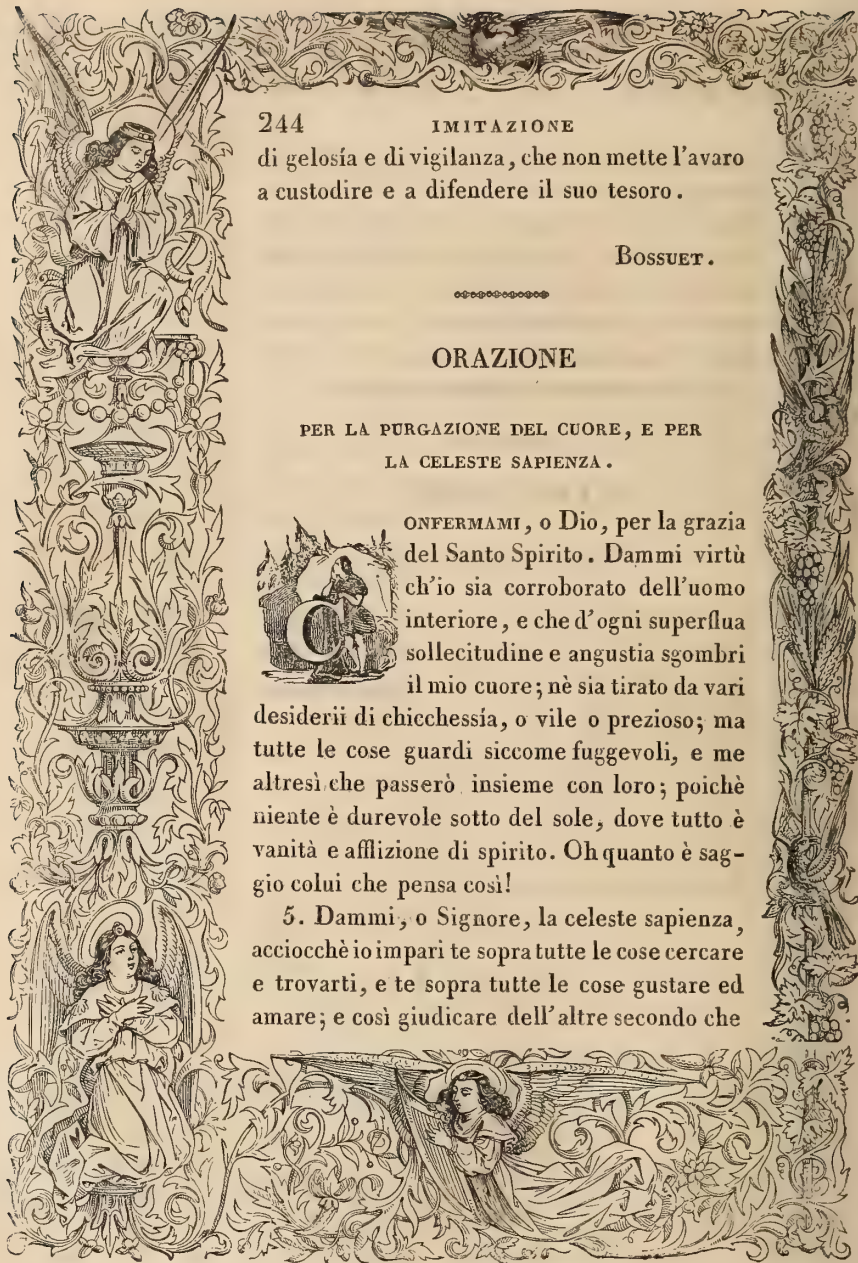 244 IMITAZIONE
di gelosía e di vigilanza, che non mette l'avaro
a custodire e a difendere il suo tesoro.
BOSSUET.
ORAZIONE
PER LA PURGAZIONE DEL CUORE, E PER
LA CELESTE SAPIENZA.
CONFERMAMI, o Dio, per la grazia
del Santo Spirito. Dammi virtù
ch'io sia corroborato dell'uomo
interiore, e che d'ogni superflua
sollecitudine e angustia sgombri
il mio cuore; nè sia tirato da vari
desiderii di chicchessía, o vile o prezioso; ma
tutte le cose guardi siccome fuggevoli, e me
altresì che passerò insieme con loro; poichè
niente è durevole sotto del sole, dove tutto è
vanità e afflizione di spirito. Oh quanto è sag-
gio colui che pensa così!
5. Dammi, o Signore, la celeste sapienza,
acciocchè io impari te sopra tutte le cose cercare
e trovarti, e te sopra tutte le cose gustare ed
amare; e così giudicare dell'altre secondo che